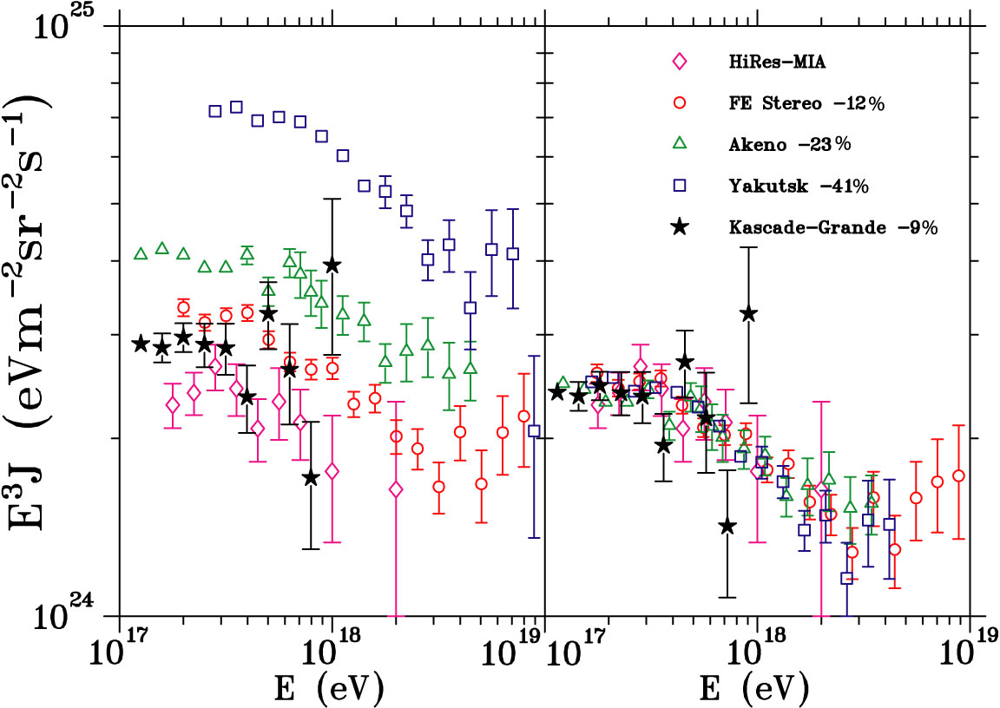 10^25
HiRes-MIA
FE Stereo -12%
Akeno -23%
Yakutsk -41%
Kascade-Grande -9%
E^3J (eVm^-2sr^-2s^-1)
10^24
10^17 10^18 10^19 10^17 10^18 10^19
E (eV) E (eV)